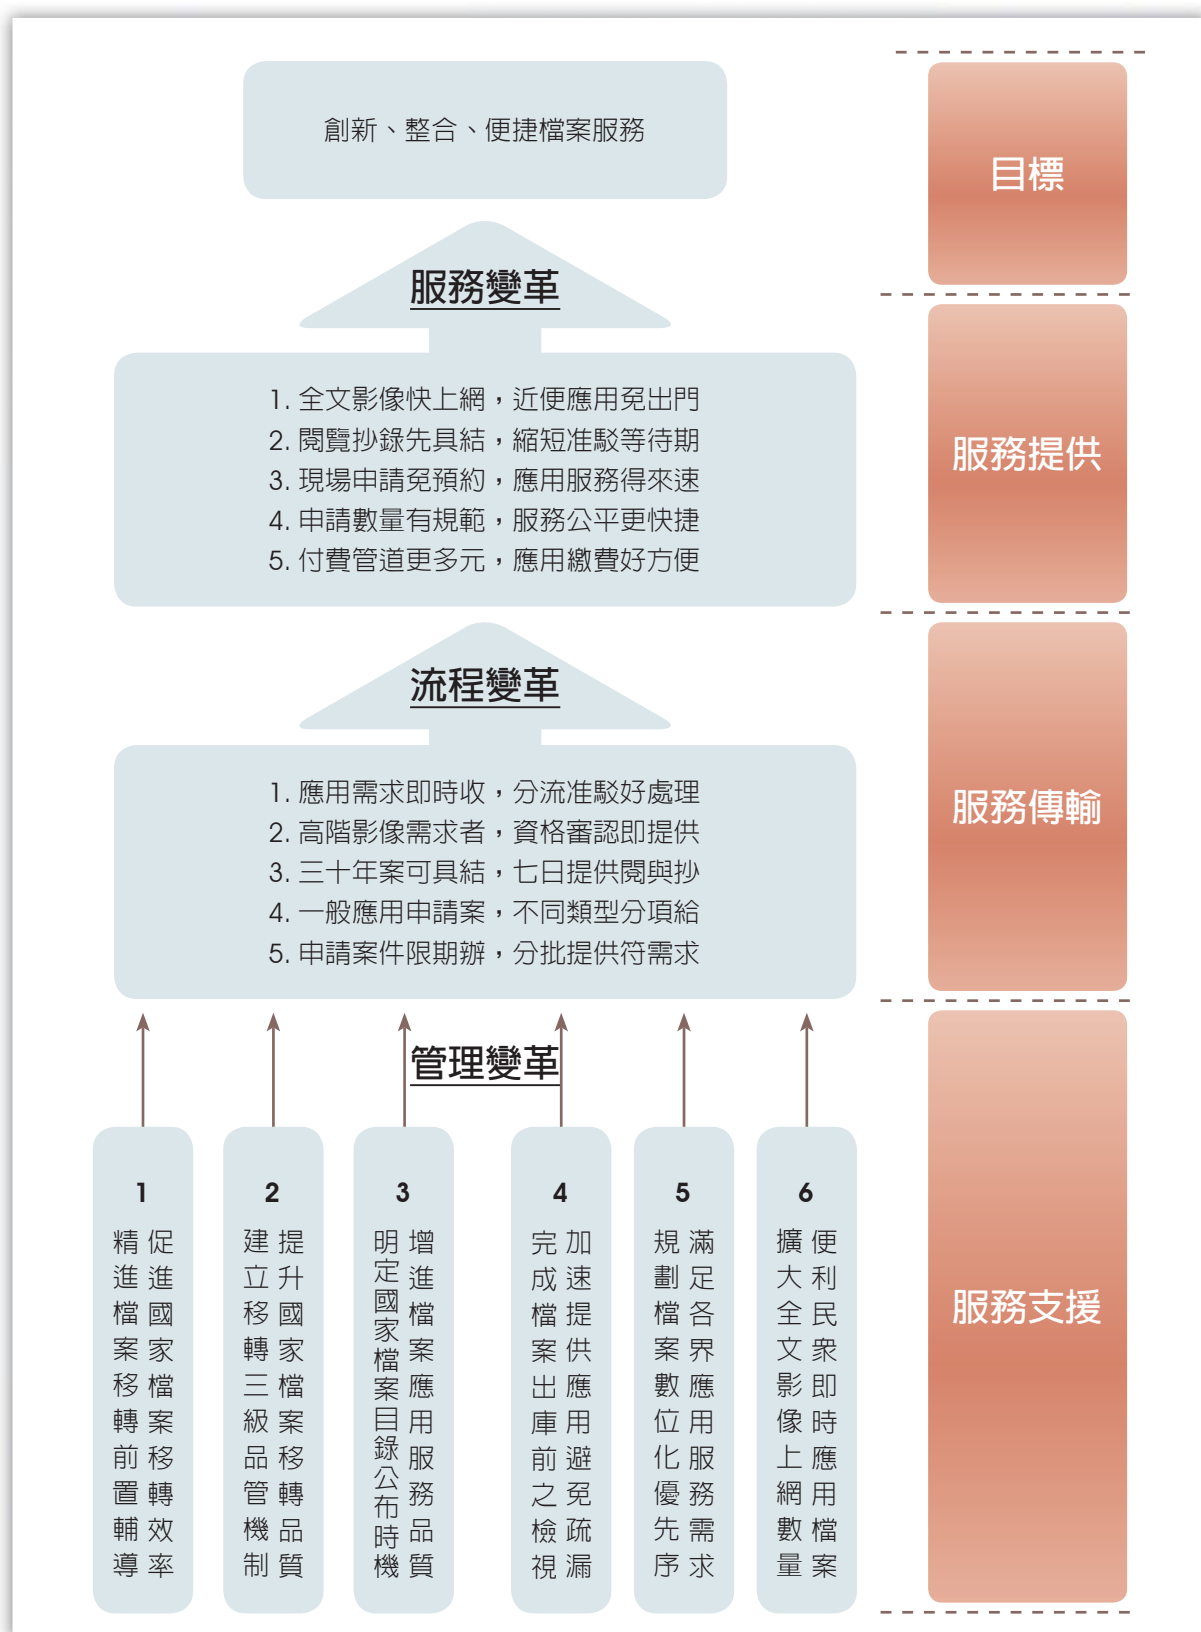 創新、整合、便捷檔案服務
目標
服務變革
1. 全文影像快上網，近便應用免出門
2. 閱覽抄錄先具結，縮短准駁等待期
3. 現場申請免預約，應用服務得來速
4. 申請數量有規範，服務公平更快捷
5. 付費管道更多元，應用繳費好方便
服務提供
流程變革
1. 應用需求即時收，分流准駁好處理
2. 高階影像需求者，資格審認即提供
3. 三十年案可具結，七日提供閱與抄
4. 一般應用申請案，不同類型分項給
5. 申請案件限期辦，分批提供符需求
服務傳輸
管理變革
1
精進檔案移轉前置輔導
促進國家檔案移轉效率
2
建立移轉三級品管機制
提升國家檔案移轉品質
3
明定國家檔案目錄公布時機
增進檔案應用服務品質
4
完成檔案出庫前之檢視
加速提供應用避免疏漏
5
規劃檔案數位化優先序
滿足各界應用服務需求
6
擴大全文影像上網數量
便利民衆即時應用檔案
服務支援